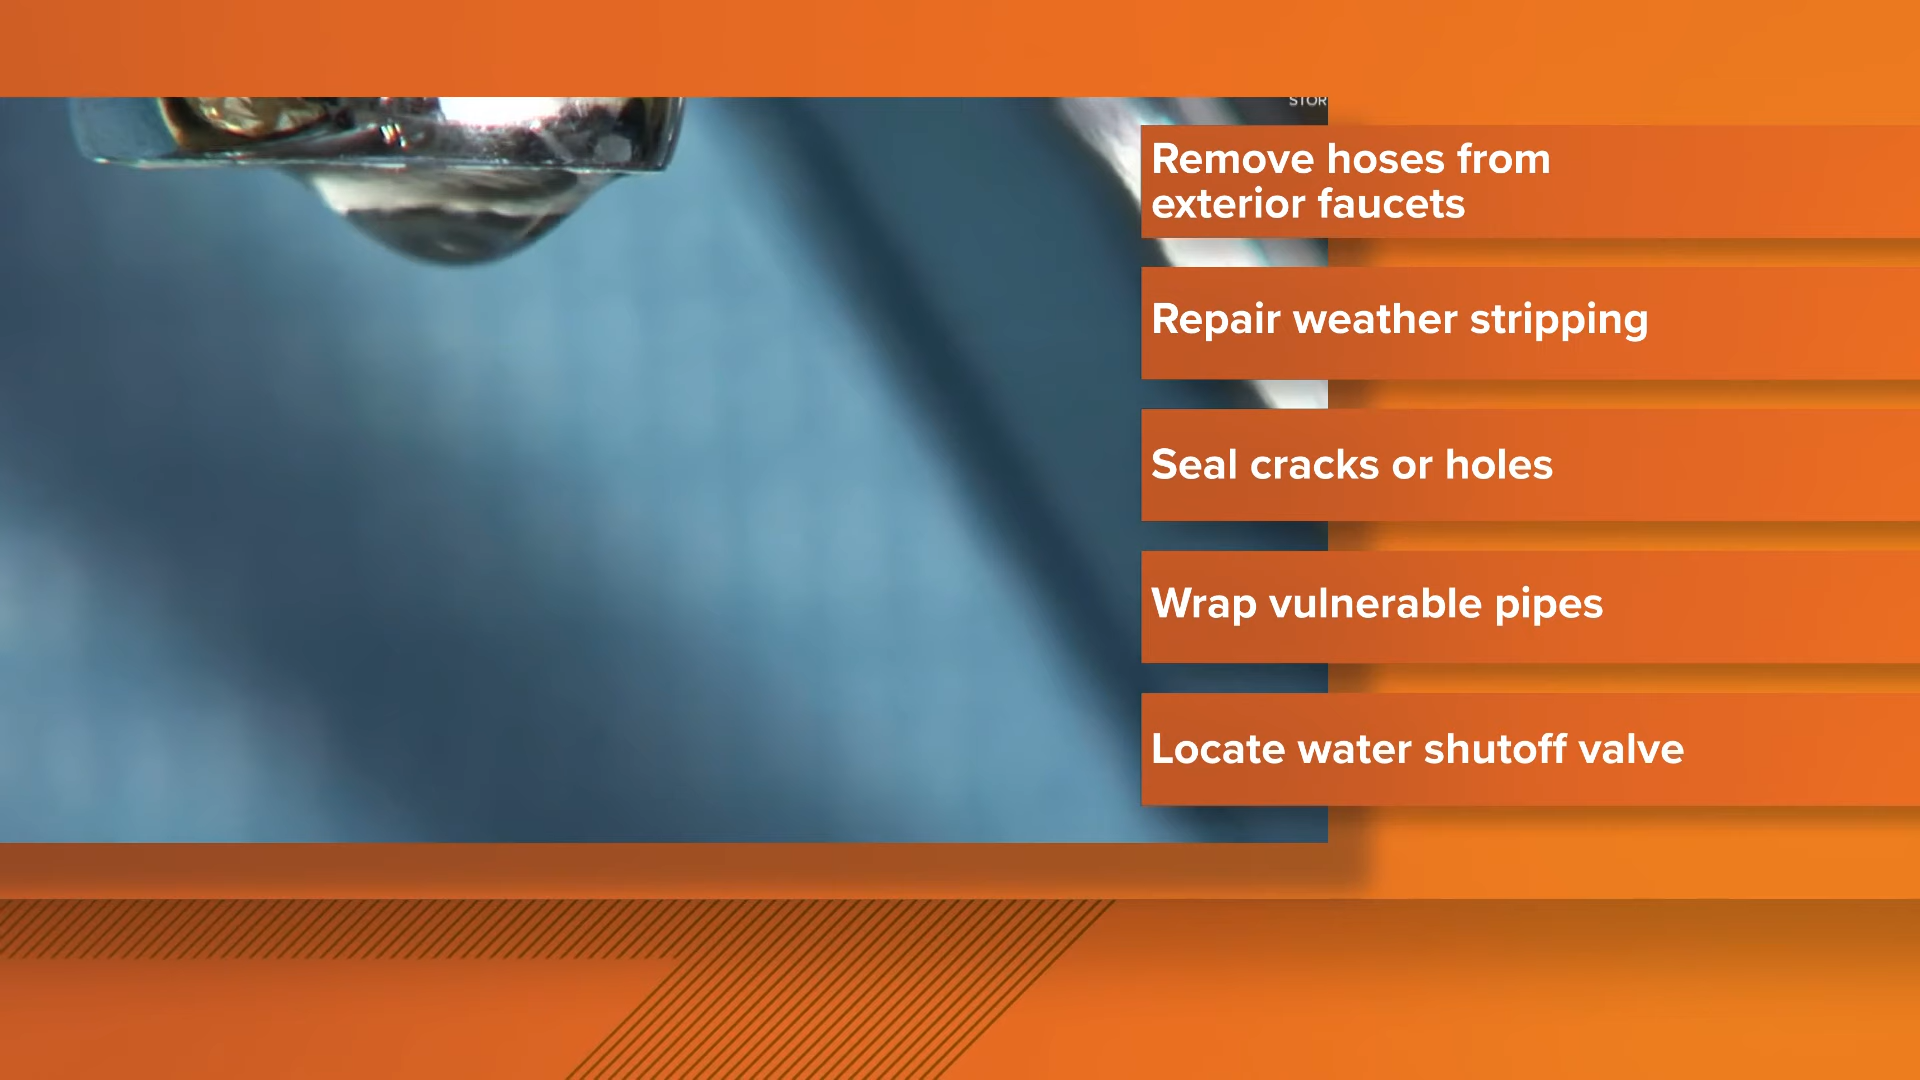 STOR
Remove hoses from
exterior faucets
Repair weather stripping
Seal cracks or holes
Wrap vulnerable pipes
Locate water shutoff valve